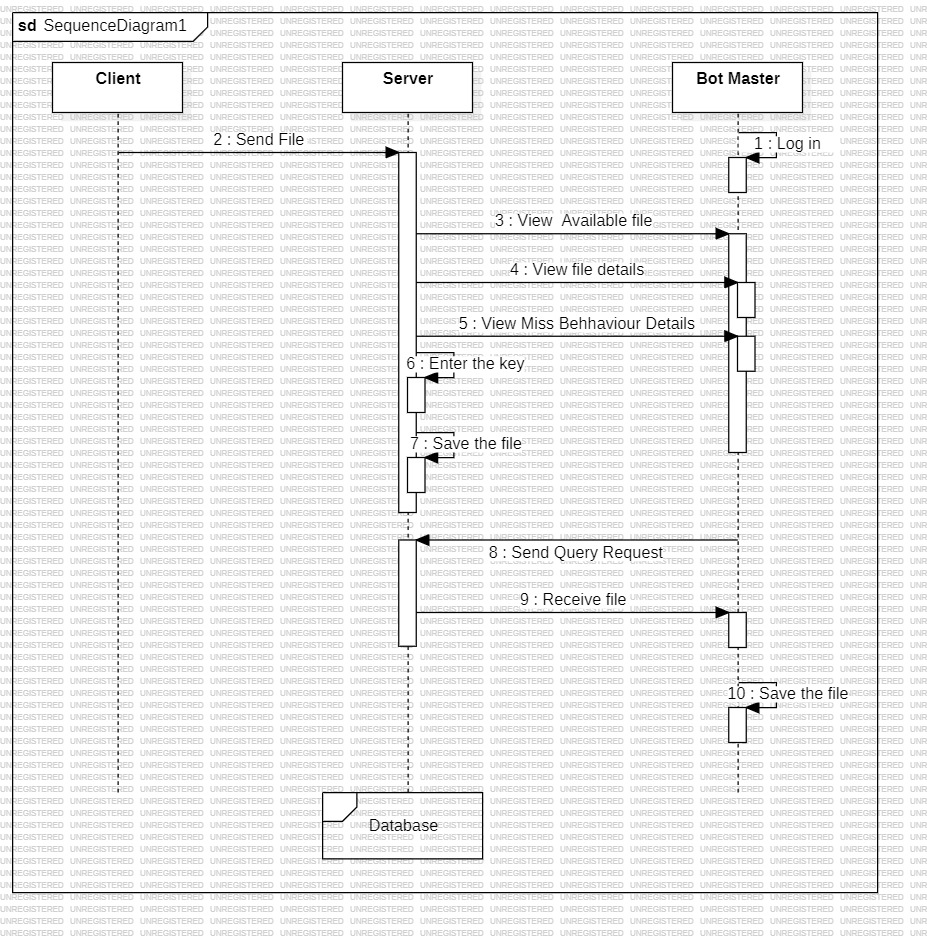 sd SequenceDiagram1
Client
Server
Bot Master
2 : Send File
1 : Log in
3 : View  Available file
4 : View file details
5 : View Miss Behhaviour Details
6 : Enter the key
7 : Save the file
8 : Send Query Request
9 : Receive file
10 : Save the file
Database
UNREGISTERED